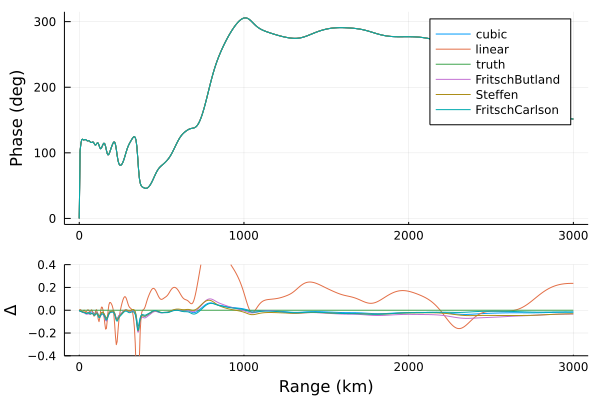 300
200
100
0
Phase (deg)
cubic
linear
truth
FritschButland
Steffen
FritschCarlson
0 1000 2000 3000
0.4
0.2
0.0
−0.2
−0.4
Δ
0 1000 2000 3000
Range (km)